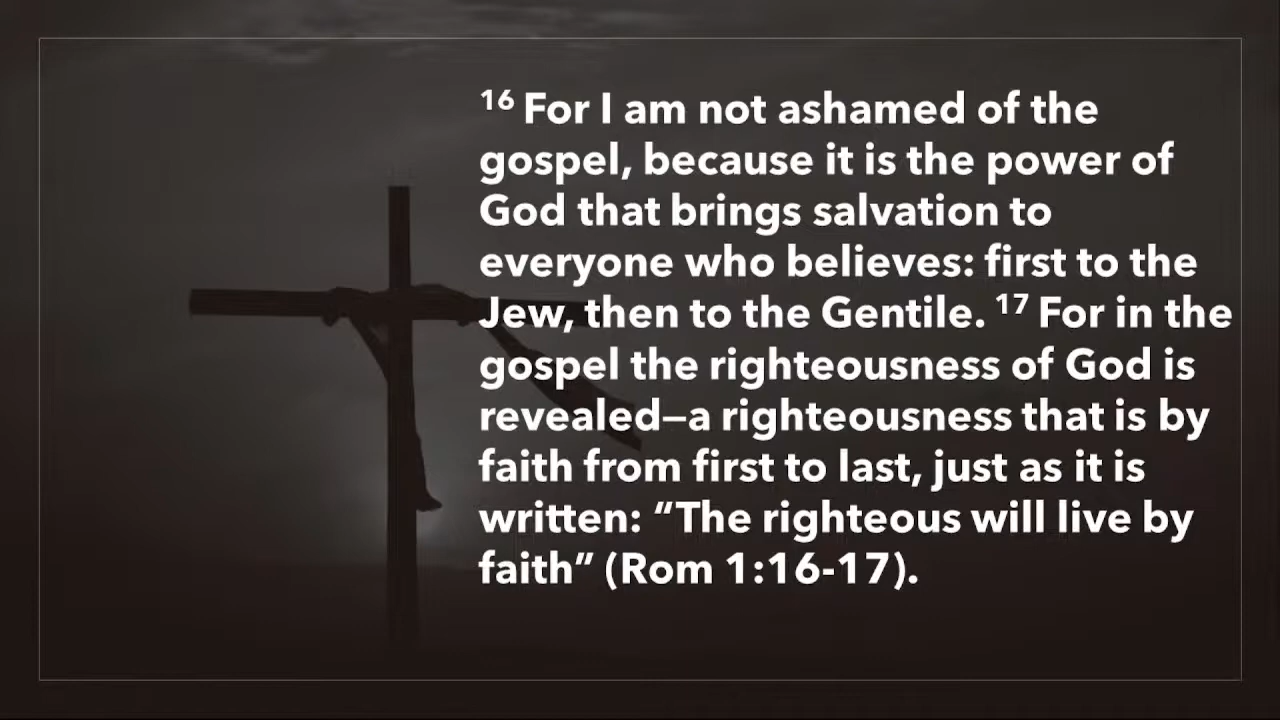 16 For I am not ashamed of the
gospel, because it is the power of
God that brings salvation to
everyone who believes: first to the
Jew, then to the Gentile. 17 For in the
gospel the righteousness of God is
revealed—a righteousness that is by
faith from first to last, just as it is
written: “The righteous will live by
faith” (Rom 1:16-17).